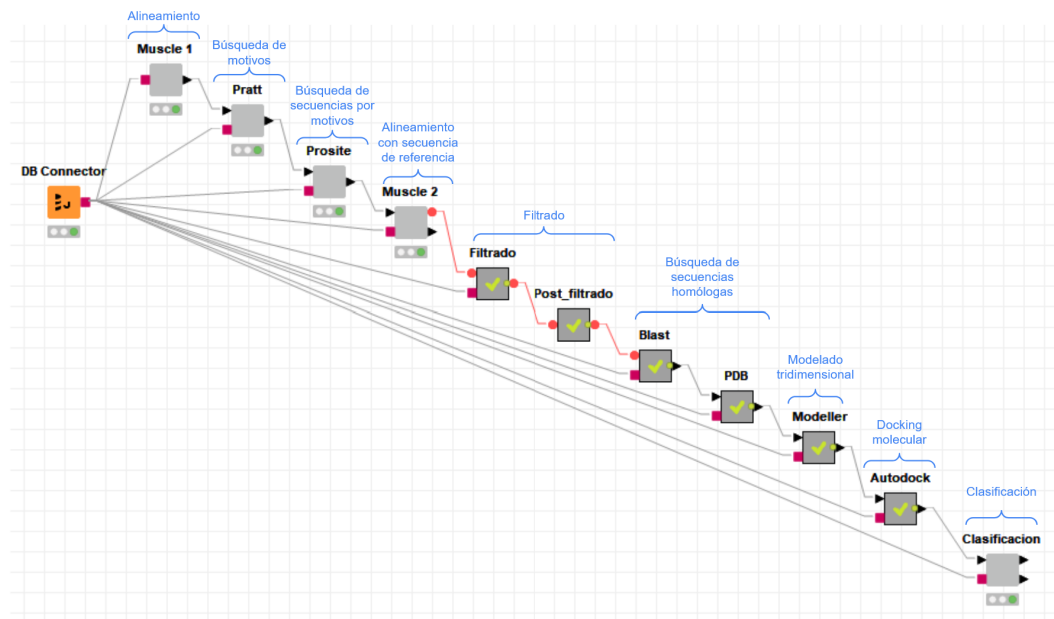 Alineamiento
Muscle 1
Búsqueda de
motivos
Pratt
Búsqueda de
secuencias por
motivos
Prosite
Alineamiento
con secuencia
de referencia
Muscle 2
DB Connector
Filtrado
Filtrado
Post_filtrado
Búsqueda de
secuencias
homólogas
Blast
PDB
Modelado
tridimensional
Modeller
Docking
molecular
Autodock
Clasificación
Clasificacion